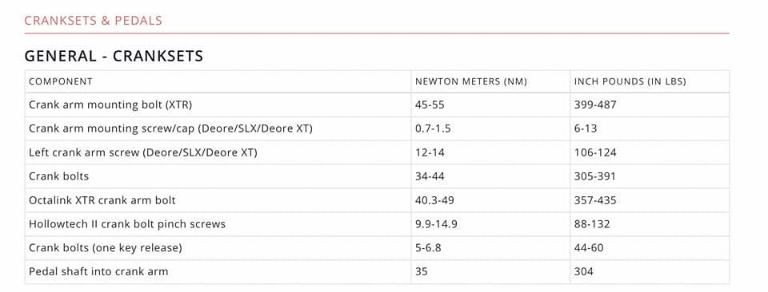 CRANKSETS & PEDALS
GENERAL - CRANKSETS
COMPONENT NEWTON METERS (NM) INCH POUNDS (IN LBS)
Crank arm mounting bolt (XTR) 45-55 399-487
Crank arm mounting screw/cap (Deore/SLX/Deore XT) 0.7-1.5 6-13
Left crank arm screw (Deore/SLX/Deore XT) 12-14 106-124
Crank bolts 34-44 305-391
Octalink XTR crank arm bolt 40.3-49 357-435
Hollowtech II crank bolt pinch screws 9.9-14.9 88-132
Crank bolts (one key release) 5-6.8 44-60
Pedal shaft into crank arm 35 304